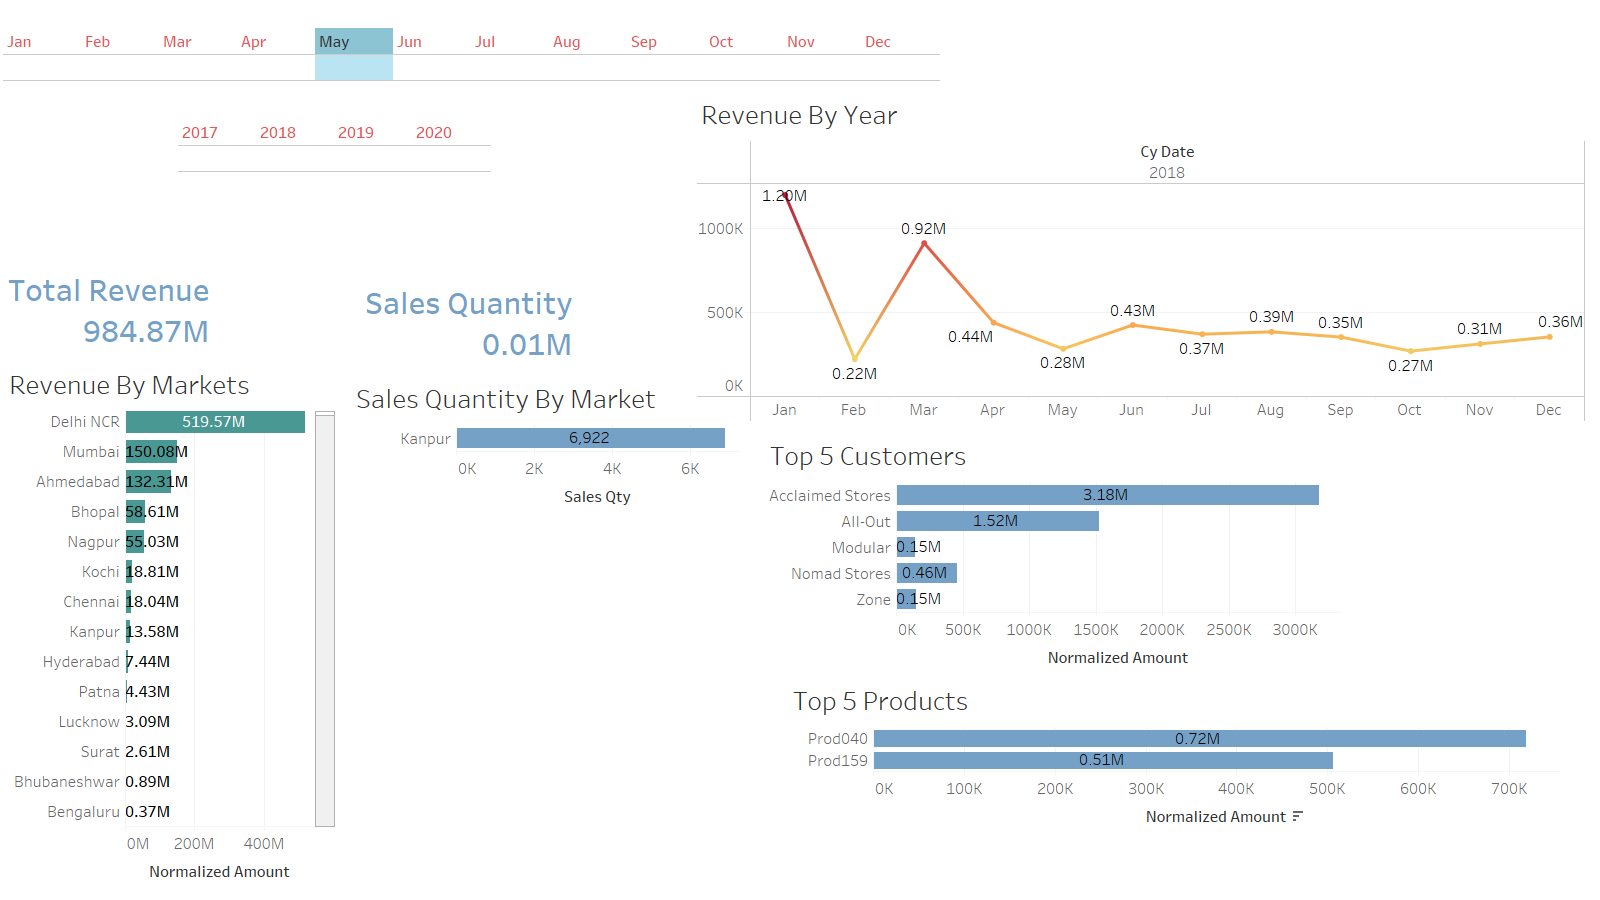 Jan Feb Mar Apr May Jun Jul Aug Sep Oct Nov Dec
2017 2018 2019 2020
Total Revenue
984.87M
Sales Quantity
0.01M
Revenue By Markets
Delhi NCR 519.57M
Mumbai 150.08M
Ahmedabad 132.31M
Bhopal 58.61M
Nagpur 55.03M
Kochi 18.81M
Chennai 18.04M
Kanpur 13.58M
Hyderabad 7.44M
Patna 4.43M
Lucknow 3.09M
Surat 2.61M
Bhubaneshwar 0.89M
Bengaluru 0.37M
0M 200M 400M
Normalized Amount
Sales Quantity By Market
Kanpur 6,922
0K 2K 4K 6K
Sales Qty
Revenue By Year
Cy Date
2018
1.20M
1000K
0.92M
500K
0.44M
0.43M
0.39M
0.35M
0.31M
0.36M
0.28M
0.37M
0.27M
0.22M
0K
Jan Feb Mar Apr May Jun Jul Aug Sep Oct Nov Dec
Top 5 Customers
Acclaimed Stores 3.18M
All-Out 1.52M
Modular 0.15M
Nomad Stores 0.46M
Zone 0.15M
0K 500K 1000K 1500K 2000K 2500K 3000K
Normalized Amount
Top 5 Products
Prod040 0.72M
Prod159 0.51M
0K 100K 200K 300K 400K 500K 600K 700K
Normalized Amount